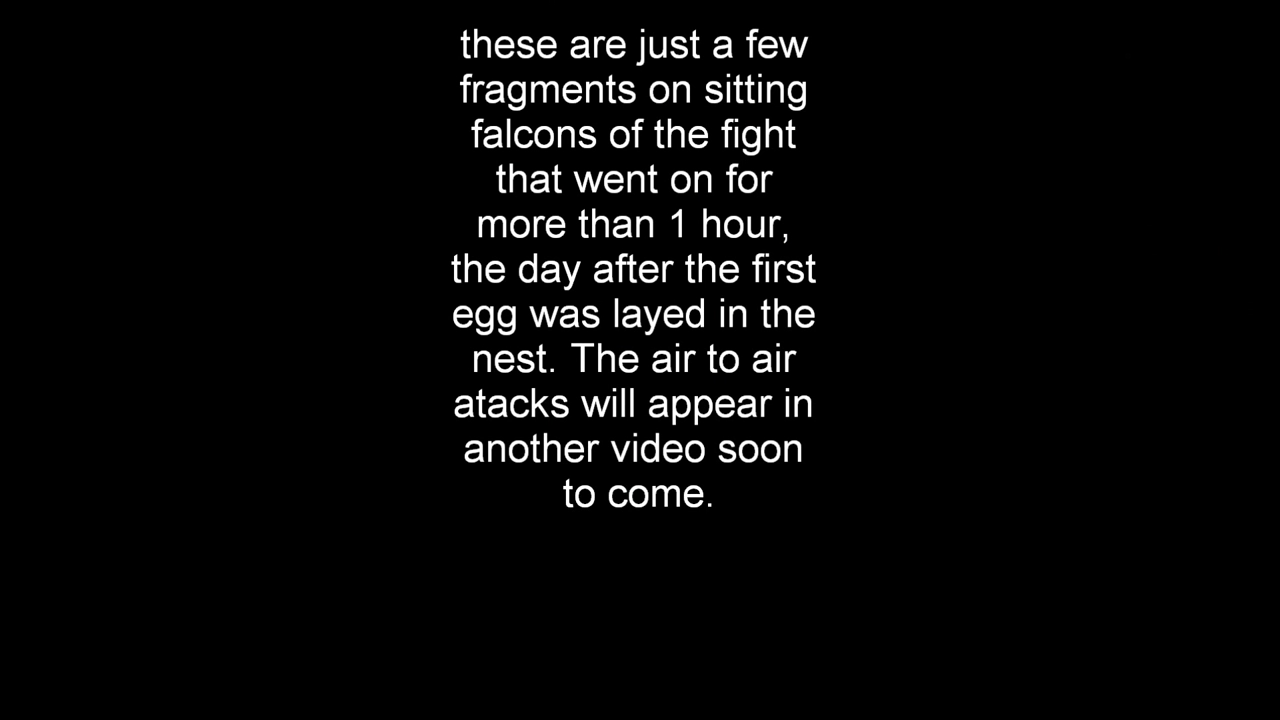 these are just a few
fragments on sitting
falcons of the fight
that went on for
more than 1 hour,
the day after the first
egg was layed in the
nest. The air to air
atacks will appear in
another video soon
to come.